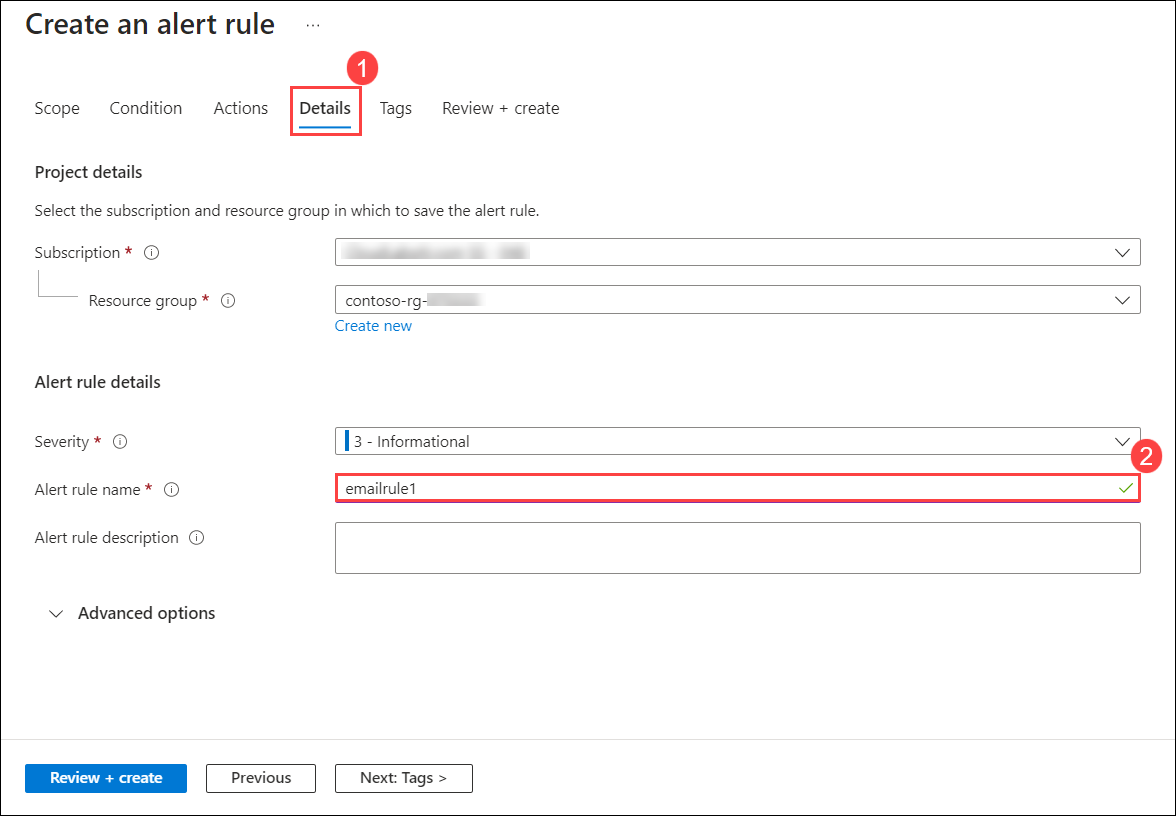 Create an alert rule ...
1
Scope Condition Actions Details Tags Review + create
Project details
Select the subscription and resource group in which to save the alert rule.
Subscription *
Resource group * contoso-rg-
Create new
Alert rule details
Severity * 3 - Informational
2
Alert rule name * emailrule1
Alert rule description
Advanced options
Review + create Previous Next: Tags >